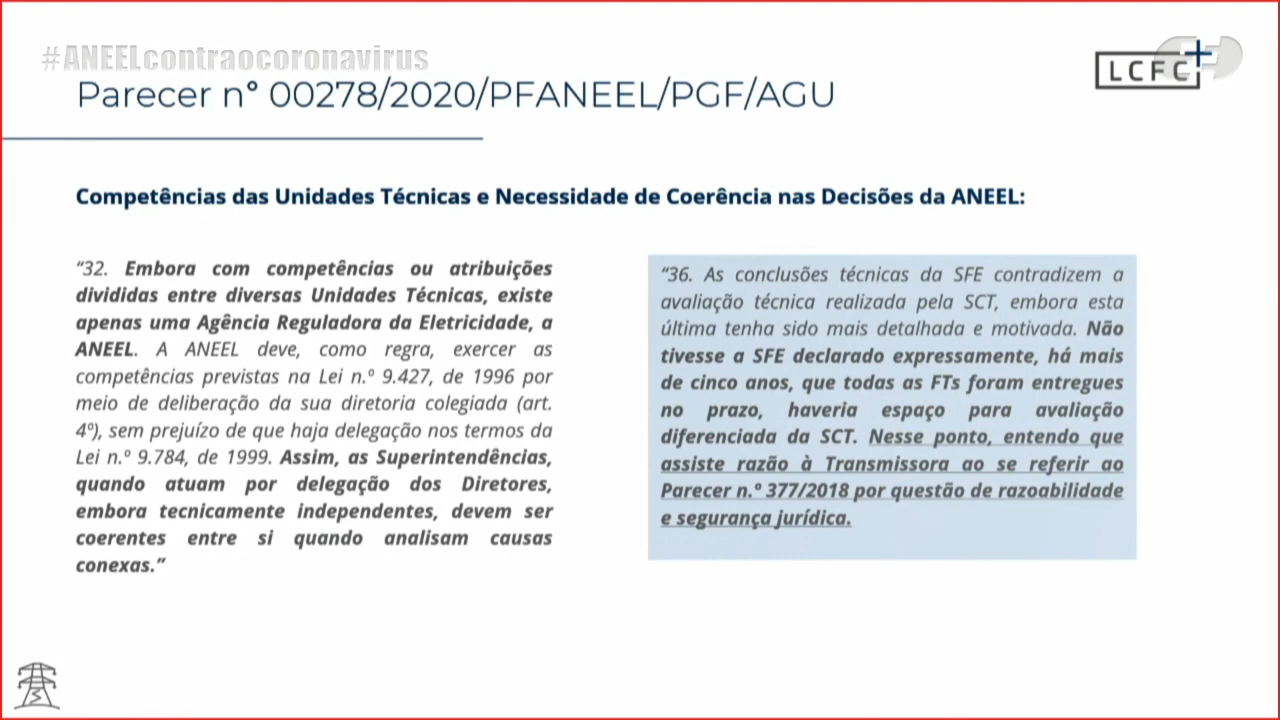 #ANEELcontraocoronavirus
LCFC
Parecer n° 00278/2020/PFANEEL/PGF/AGU
Competências das Unidades Técnicas e Necessidade de Coerência nas Decisões da ANEEL:
“32. Embora com competências ou atribuições
divididas entre diversas Unidades Técnicas, existe
apenas uma Agência Reguladora da Eletricidade, a
ANEEL. A ANEEL deve, como regra, exercer as
competências previstas na Lei n.º 9.427, de 1996 por
meio de deliberação da sua diretoria colegiada (art.
4º), sem prejuízo de que haja delegação nos termos da
Lei n.º 9.784, de 1999. Assim, as Superintendências,
quando atuam por delegação dos Diretores,
embora tecnicamente independentes, devem ser
coerentes entre si quando analisam causas
conexas.”
“36. As conclusões técnicas da SFE contradizem a
avaliação técnica realizada pela SCT, embora esta
última tenha sido mais detalhada e motivada. Não
tivesse a SFE declarado expressamente, há mais
de cinco anos, que todas as FTs foram entregues
no prazo, haveria espaço para avaliação
diferenciada da SCT. Nesse ponto, entendo que
assiste razão à Transmissora ao se referir ao
Parecer n.º 377/2018 por questão de razoabilidade
e segurança jurídica.